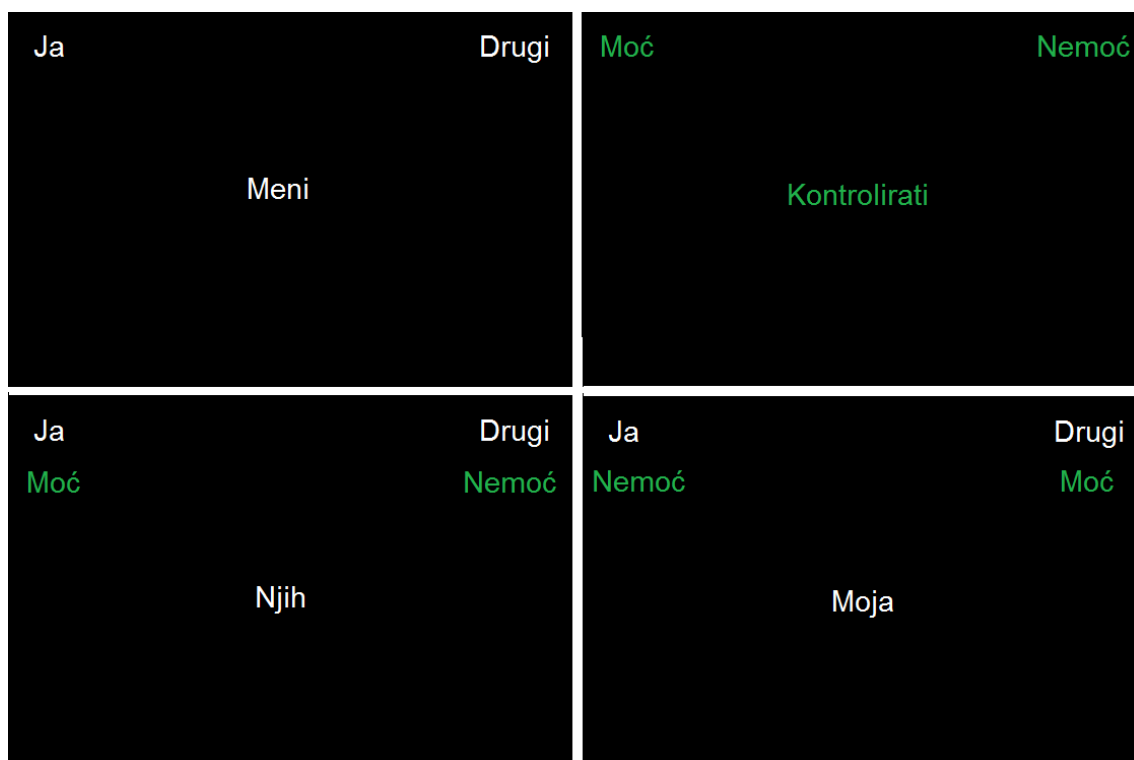 Ja Drugi
Meni
Moć Nemoć
Kontrolirati
Ja Drugi
Moć Nemoć
Njih
Ja Drugi
Nemoć Moć
Moja